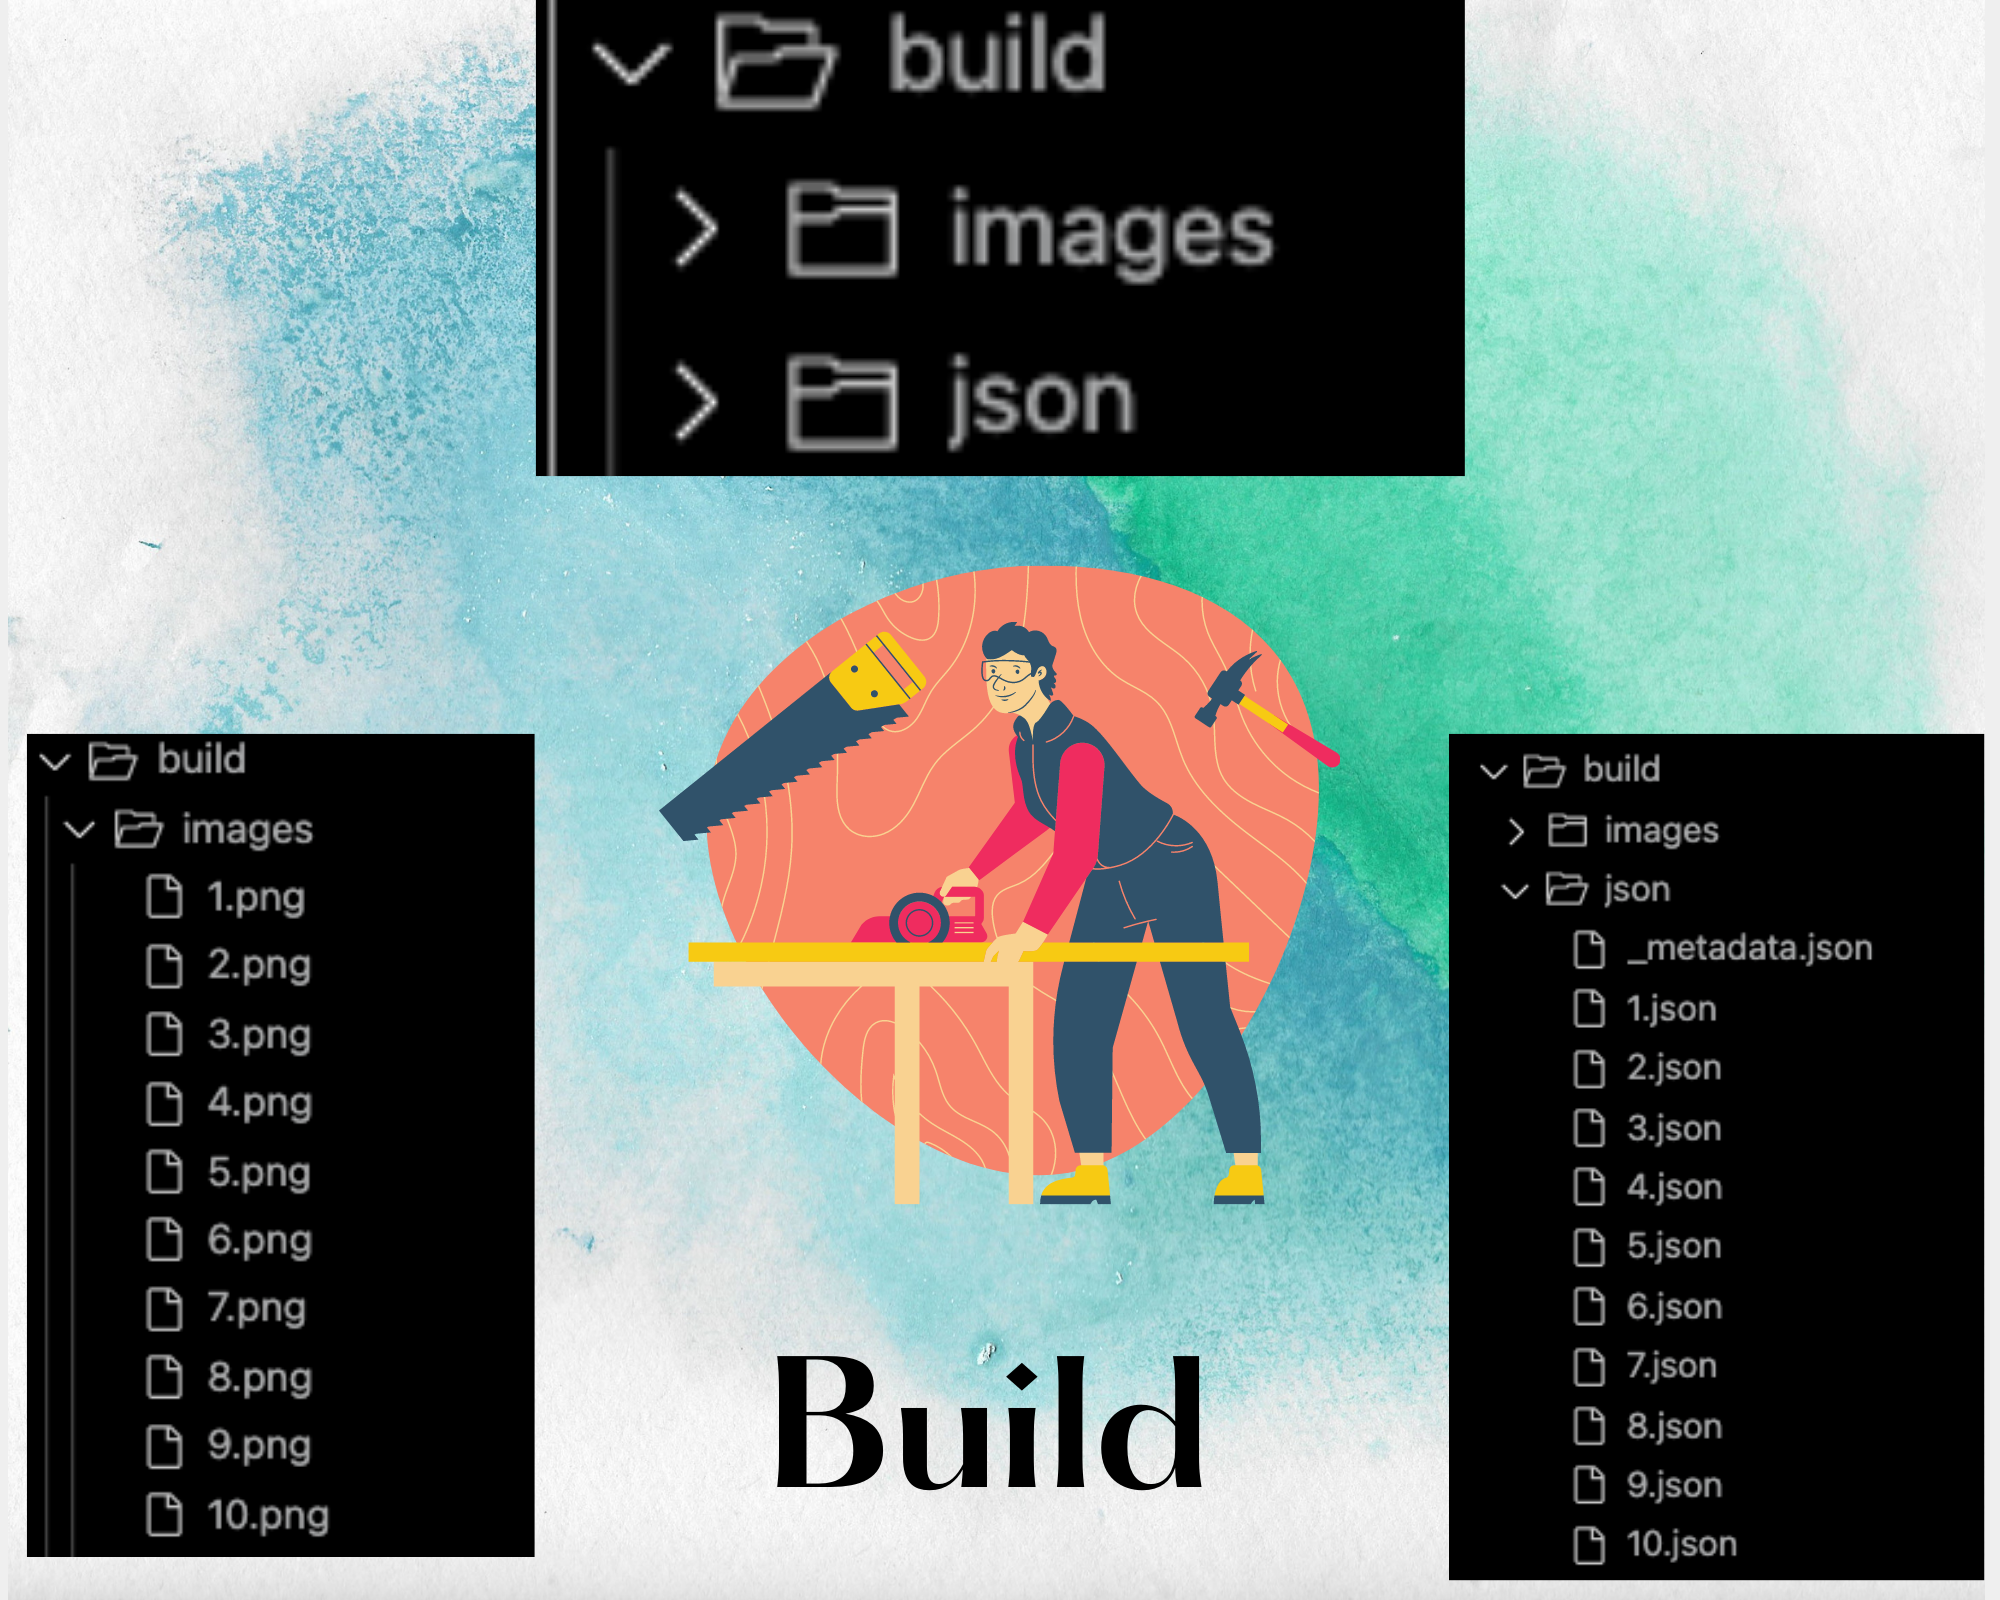 build
images
json
build
images
1.png
2.png
3.png
4.png
5.png
6.png
7.png
8.png
9.png
10.png
build
images
json
_metadata.json
1.json
2.json
3.json
4.json
5.json
6.json
7.json
8.json
9.json
10.json
Build